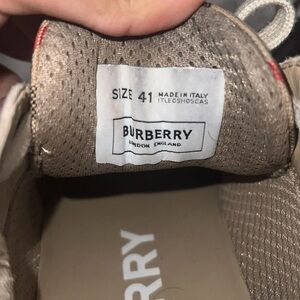 SIZE 41 MADE IN ITALY
ITLEOSHOSCAS
BURBERRY
LONDON ENGLAND
RRY